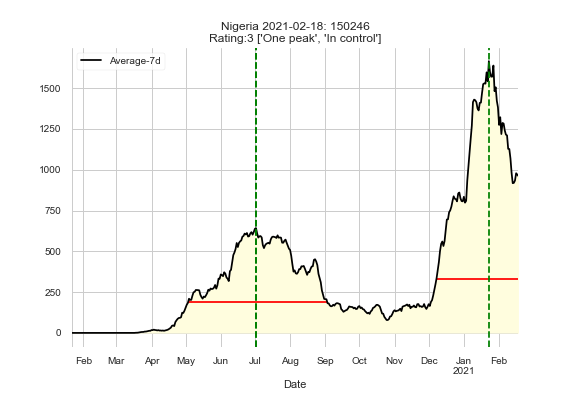 Nigeria 2021-02-18: 150246
Rating:3 ['One peak', 'In control']
Average-7d
1750
1500
1250
1000
750
500
250
0
Feb Mar Apr May Jun Jul Aug Sep Oct Nov Dec Jan Feb
2021
Date